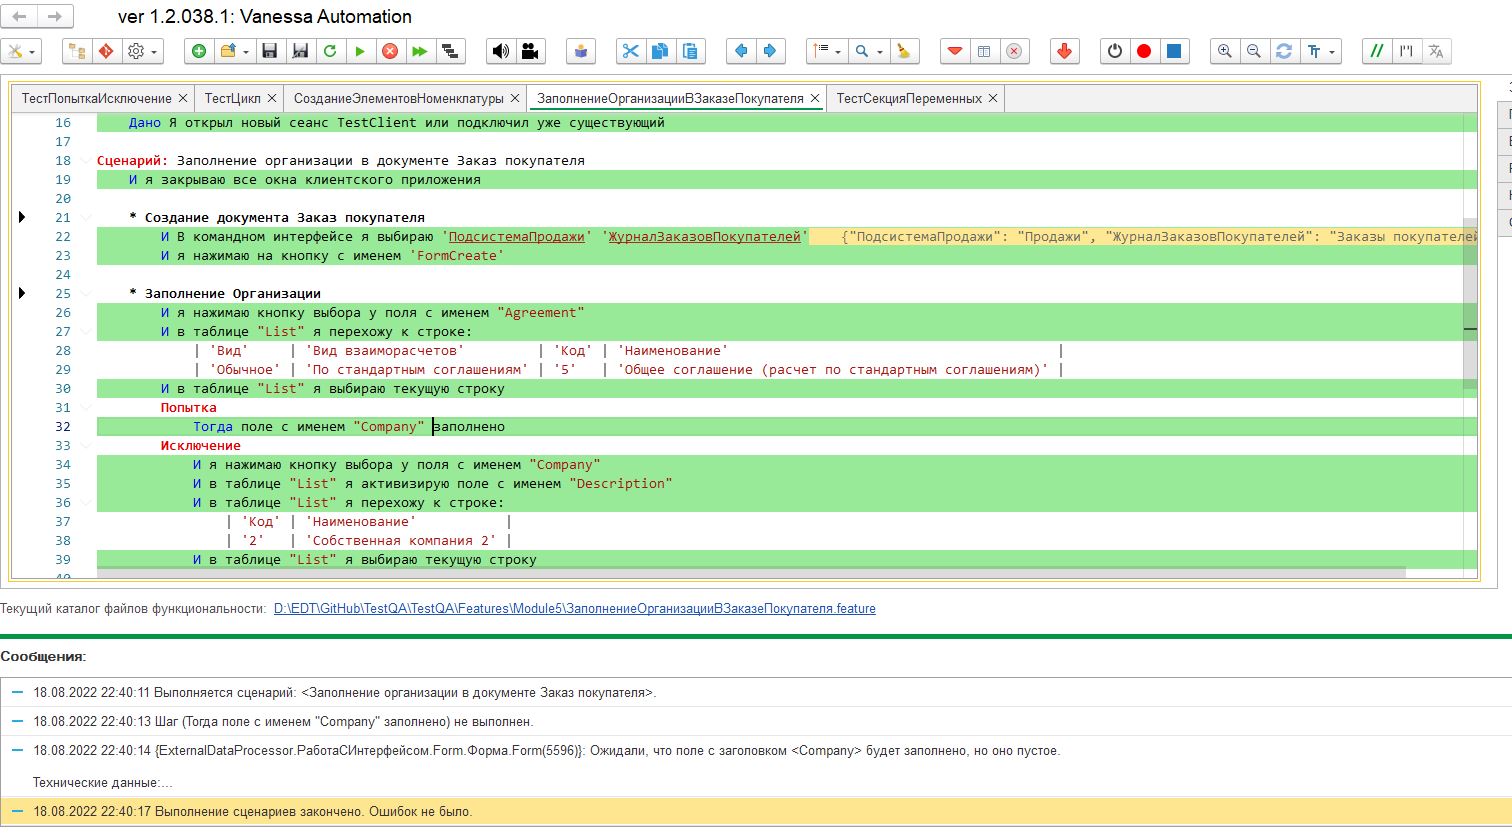 ver 1.2.038.1: Vanessa Automation
ТестПопыткаИсключение ТестЦикл СозданиеЭлементовНоменклатуры ЗаполнениеОрганизацииВЗаказеПокупателя ТестСекцияПеременных
16 Дано Я открыл новый сеанс TestClient или подключил уже существующий
17
18 Сценарий: Заполнение организации в документе Заказ покупателя
19 И я закрываю все окна клиентского приложения
20
21 * Создание документа Заказ покупателя
22 И В командном интерфейсе я выбираю 'ПодсистемаПродажи' 'ЖурналЗаказовПокупателей' {"ПодсистемаПродажи": "Продажи", "ЖурналЗаказовПокупателей": "Заказы покупателей
23 И я нажимаю на кнопку с именем 'FormCreate'
24
25 * Заполнение Организации
26 И я нажимаю кнопку выбора у поля с именем "Agreement"
27 И в таблице "List" я перехожу к строке:
28 | 'Вид' | 'Вид взаиморасчетов' | 'Код' | 'Наименование' |
29 | 'Обычное' | 'По стандартным соглашениям' | '5' | 'Общее соглашение (расчет по стандартным соглашениям)' |
30 И в таблице "List" я выбираю текущую строку
31 Попытка
32 Тогда поле с именем "Company" заполнено
33 Исключение
34 И я нажимаю кнопку выбора у поля с именем "Company"
35 И в таблице "List" я активизирую поле с именем "Description"
36 И в таблице "List" я перехожу к строке:
37 | 'Код' | 'Наименование' |
38 | '2' | 'Собственная компания 2' |
39 И в таблице "List" я выбираю текущую строку
40
Текущий каталог файлов функциональности: D:\EDT\GitHub\TestQA\TestQA\Features\Module5\ЗаполнениеОрганизацииВЗаказеПокупателя.feature
Сообщения:
18.08.2022 22:40:11 Выполняется сценарий: <Заполнение организации в документе Заказ покупателя>.
18.08.2022 22:40:13 Шаг (Тогда поле с именем "Company" заполнено) не выполнен.
18.08.2022 22:40:14 {ExternalDataProcessor.РаботаСИнтерфейсом.Form.Форма.Form(5596)}: Ожидали, что поле с заголовком <Company> будет заполнено, но оно пустое.
Технические данные:...
18.08.2022 22:40:17 Выполнение сценариев закончено. Ошибок не было.